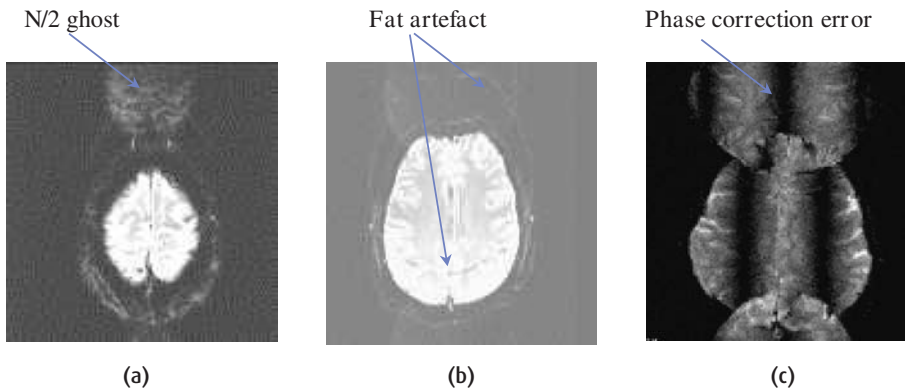 N/2 ghost
Fat artefact
Phase correction error
(a)
(b)
(c)